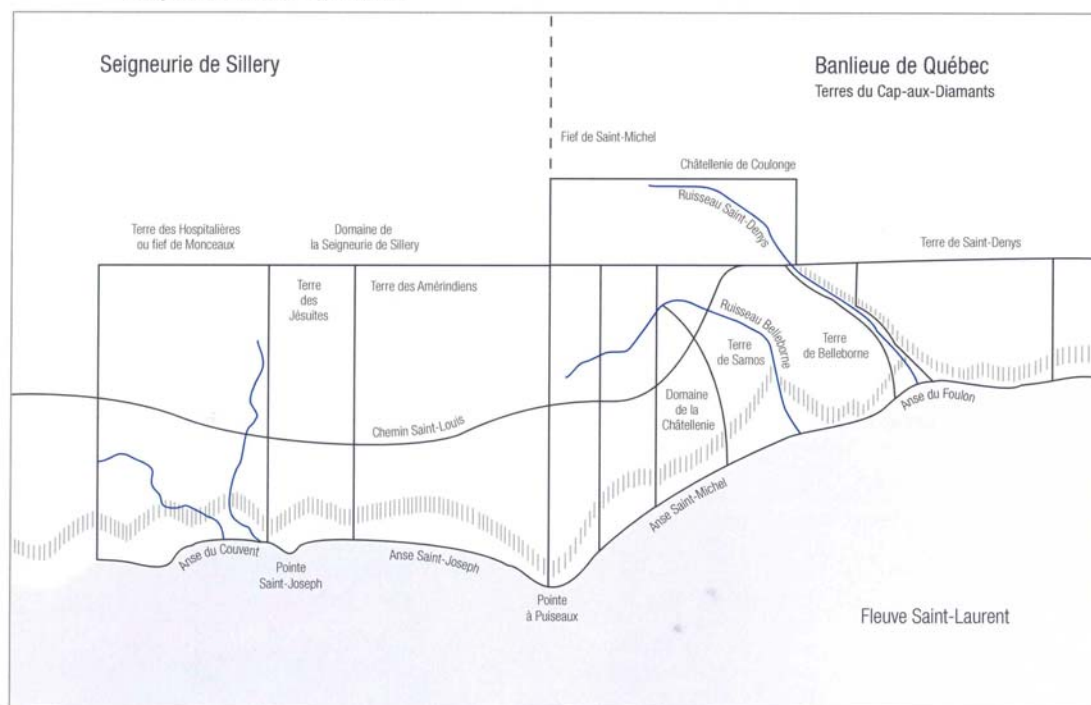 Seigneurie de Sillery
Banlieue de Québec
Terres du Cap-aux-Diamants
Fief de Saint-Michel
Châtellenie de Coulonge
Ruisseau Saint-Denys
Terre des Hospitalières
ou fief de Monceaux
Domaine de
la Seigneurie de Sillery
Terre de Saint-Denys
Terre
des
Jésuites
Terre des Amérindiens
Ruisseau Belleborne
Terre
de Samos
Terre
de Belleborne
Domaine
de la
Châtellenie
Anse du Foulon
Chemin Saint-Louis
Anse Saint-Michel
Anse du Couvent
Pointe
Saint-Joseph
Anse Saint-Joseph
Pointe
à Puiseaux
Fleuve Saint-Laurent